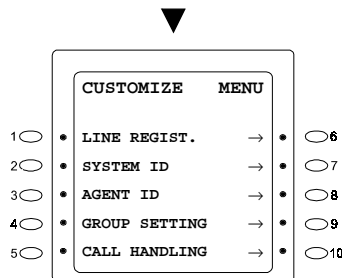 ▼
CUSTOMIZE MENU
1 • LINE REGIST. → • 6
2 • SYSTEM ID → • 7
3 • AGENT ID → • 8
4 • GROUP SETTING → • 9
5 • CALL HANDLING → • 10